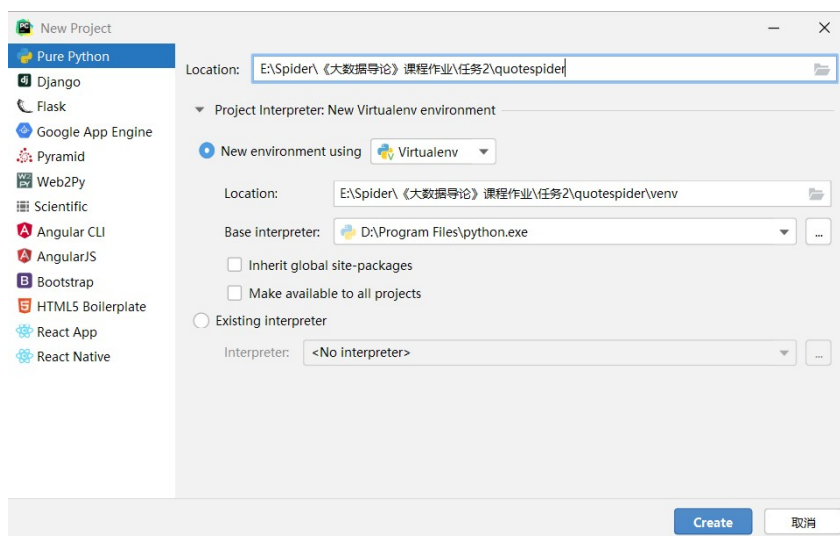 New Project
Pure Python
Django
Flask
Google App Engine
Pyramid
Web2Py
Scientific
Angular CLI
AngularJS
Bootstrap
HTML5 Boilerplate
React App
React Native
Location: E:\Spider\《大数据导论》课程作业\任务2\quotespider
Project Interpreter: New Virtualenv environment
New environment using Virtualenv
Location: E:\Spider\《大数据导论》课程作业\任务2\quotespider\venv
Base interpreter: D:\Program Files\python.exe ...
Inherit global site-packages
Make available to all projects
Existing interpreter
Interpreter: <No interpreter> ...
Create 取消